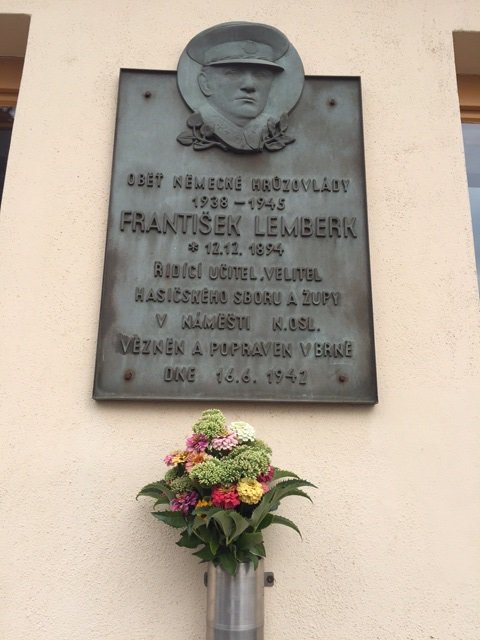 OBĚŤ NĚMECKÉ HRŮZOVLÁDY
1938 – 1945
FRANTIŠEK LEMBERK
* 12.12. 1894
ŘÍDÍCÍ UČITEL, VELITEL
HASIČSKÉHO SBORU A ŽUPY
V NÁMĚŠTI N.OSL.
VĚZNĚN A POPRAVEN V BRNĚ
DNE 16.6. 1942